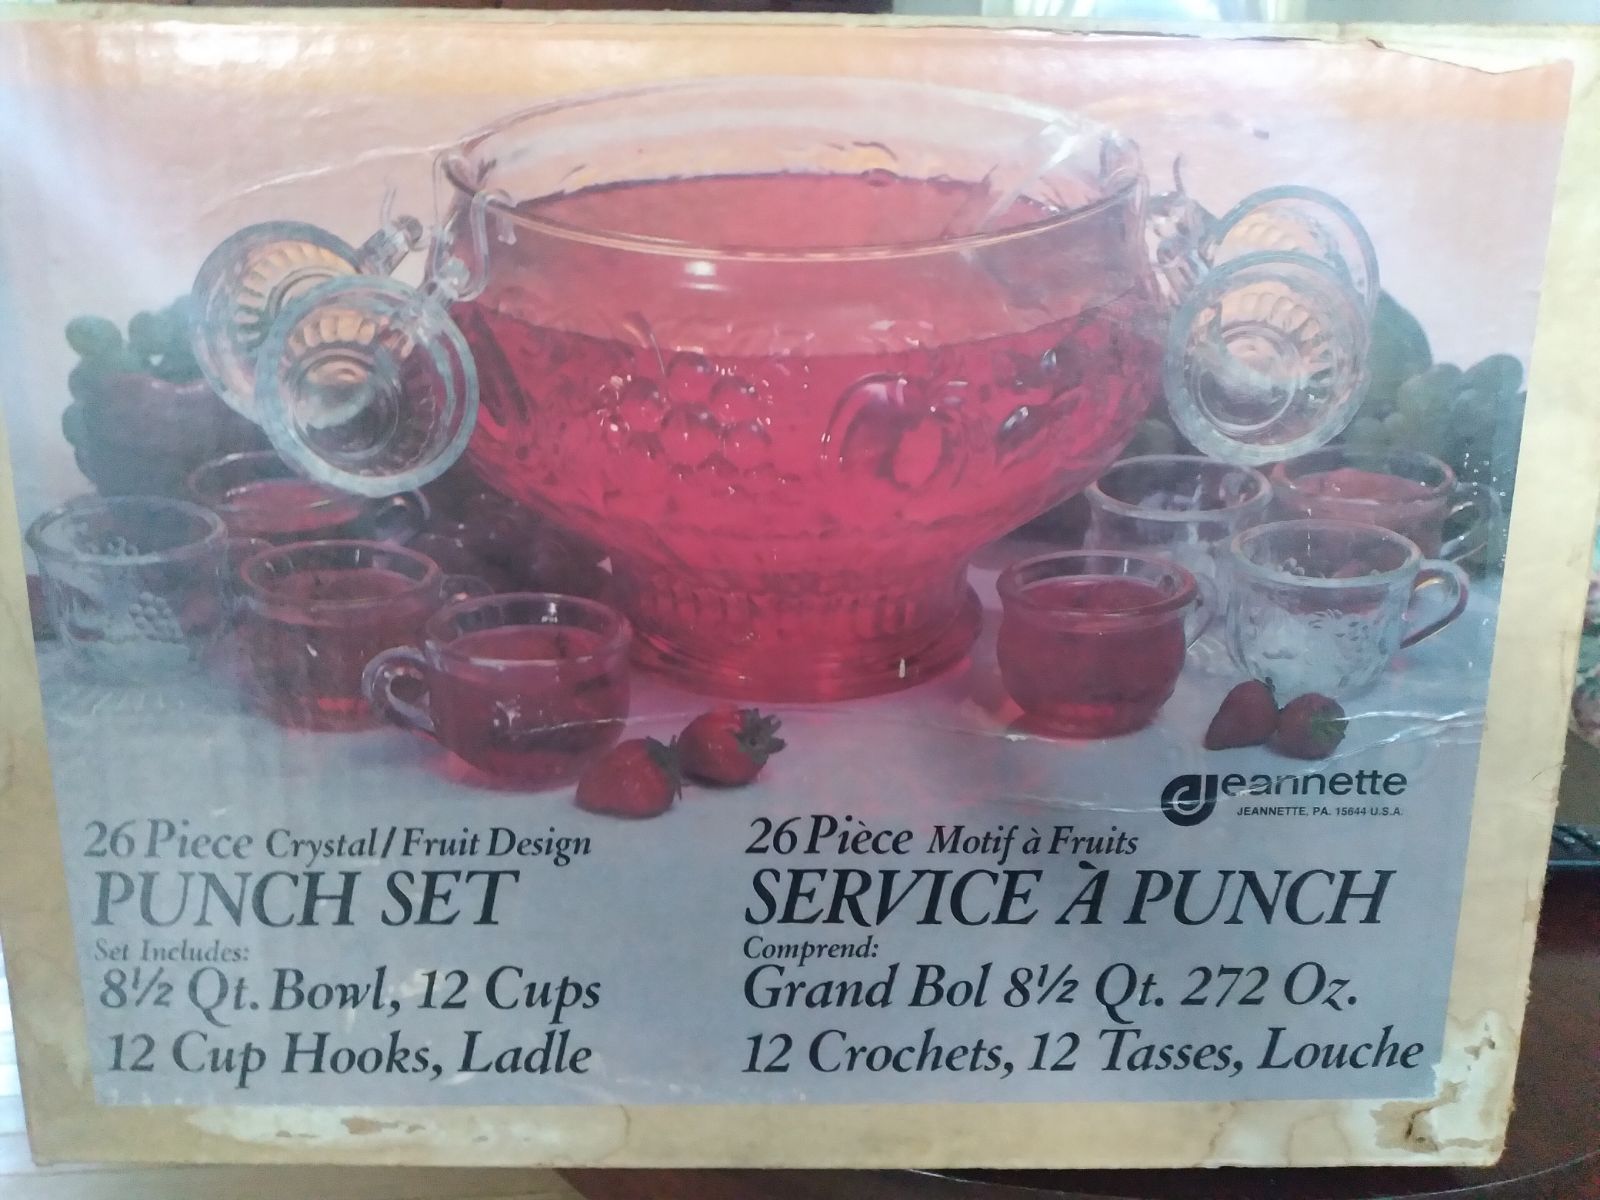 Jeannette
JEANNETTE, PA. 15644 U.S.A.
26 Piece Crystal/Fruit Design
PUNCH SET
Set Includes:
8½ Qt. Bowl, 12 Cups
12 Cup Hooks, Ladle
26 Pièce Motif à Fruits
SERVICE À PUNCH
Comprend:
Grand Bol 8½ Qt. 272 Oz.
12 Crochets, 12 Tasses, Louche